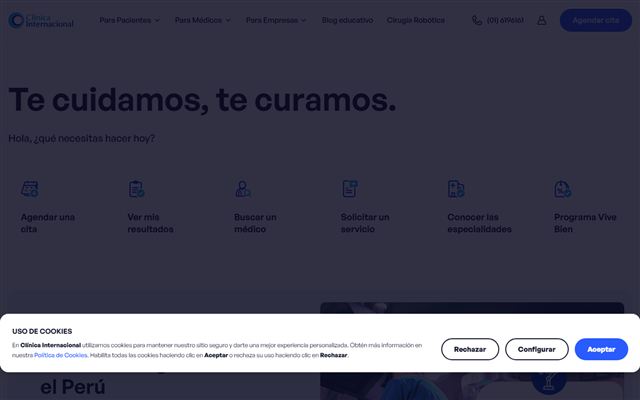 Clínica
Internacional
Para Pacientes
Para Médicos
Para Empresas
Blog educativo
Cirugía Robótica
(01) 6196161
Agendar cita
Te cuidamos, te curamos.
Hola, ¿qué necesitas hacer hoy?
Agendar una
cita
Ver mis
resultados
Buscar un
médico
Solicitar un
servicio
Conocer las
especialidades
Programa Vive
Bien
USO DE COOKIES
En Clínica Internacional utilizamos cookies para mantener nuestro sitio seguro y darte una mejor experiencia personalizada. Obtén más información en
nuestra Política de Cookies. Habilita todas las cookies haciendo clic en Aceptar o rechaza su uso haciendo clic en Rechazar.
Rechazar
Configurar
Aceptar
el Perú